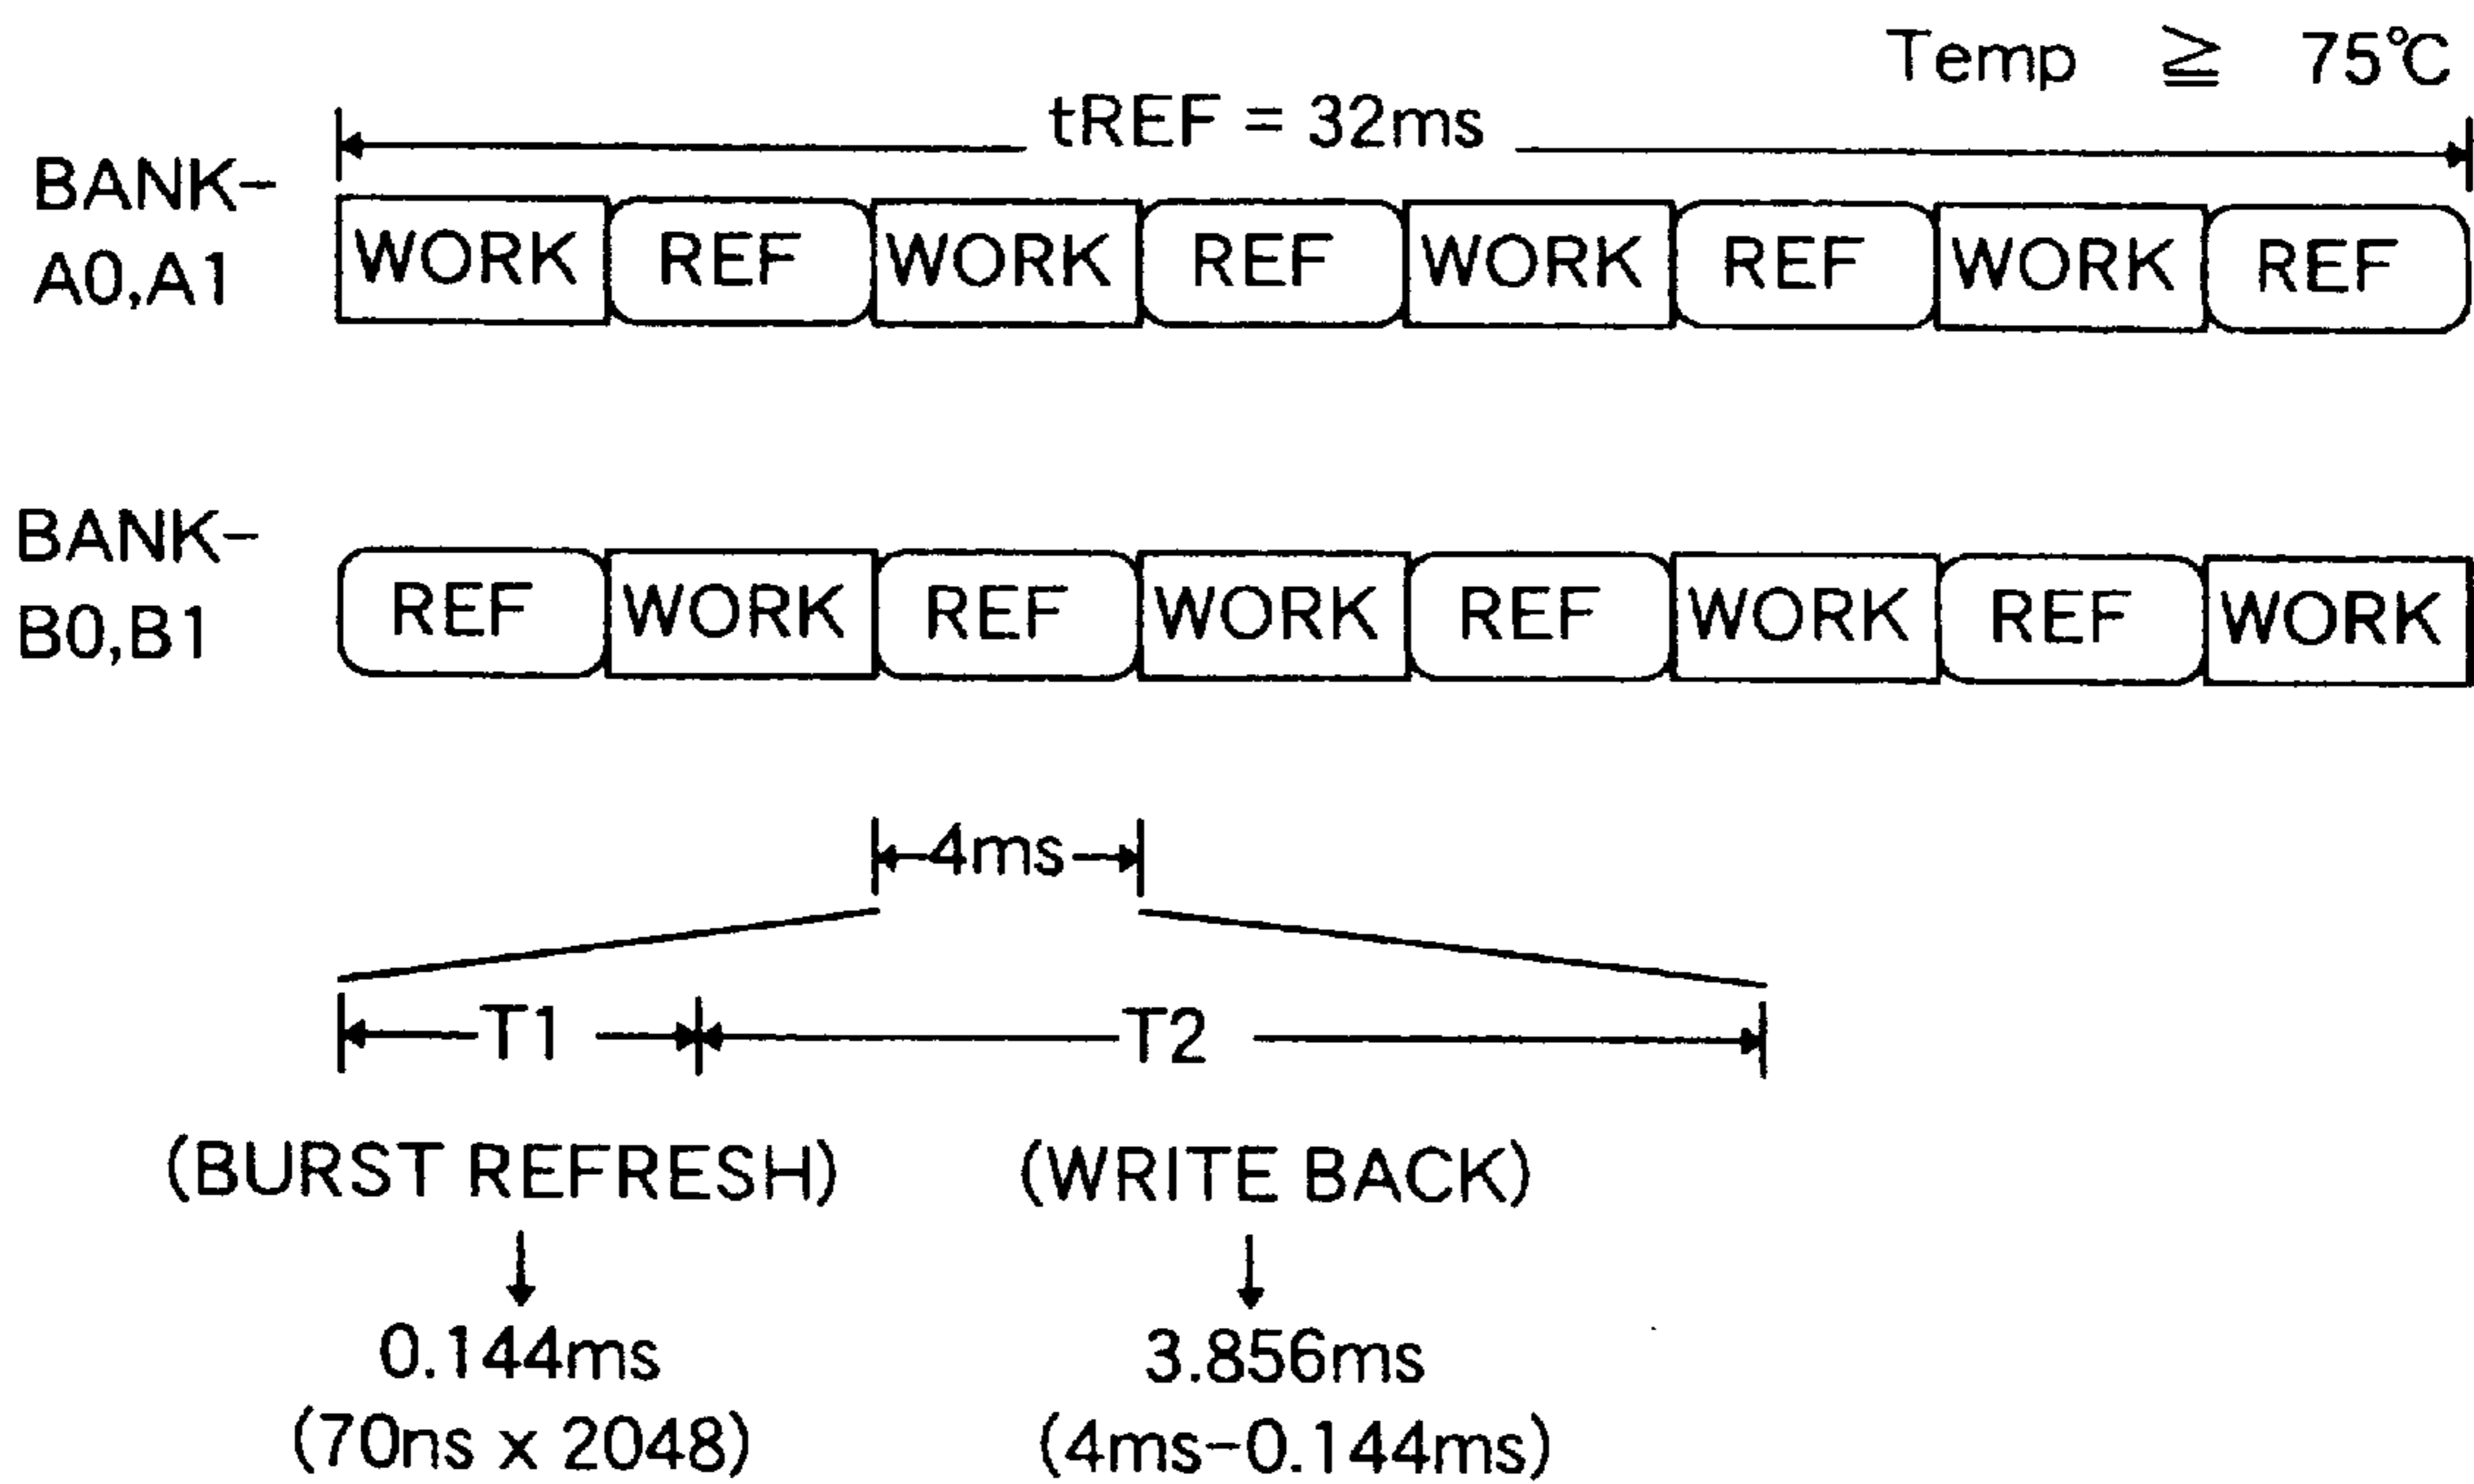 Temp ≧ 75℃
tREF = 32ms
BANK-
A0,A1
WORK REF WORK REF WORK REF WORK REF
BANK-
B0,B1
REF WORK REF WORK REF WORK REF WORK
4ms
T1 T2
(BURST REFRESH) (WRITE BACK)
0.144ms 3.856ms
(70ns x 2048) (4ms-0.144ms)